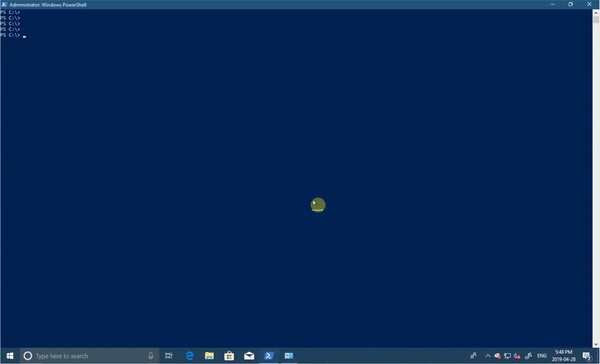 Administrator: Windows PowerShell
PS C:\>
PS C:\>
PS C:\>
PS C:\>
PS C:\> _
Type here to search
ENG
5:48 PM
2019-04-28